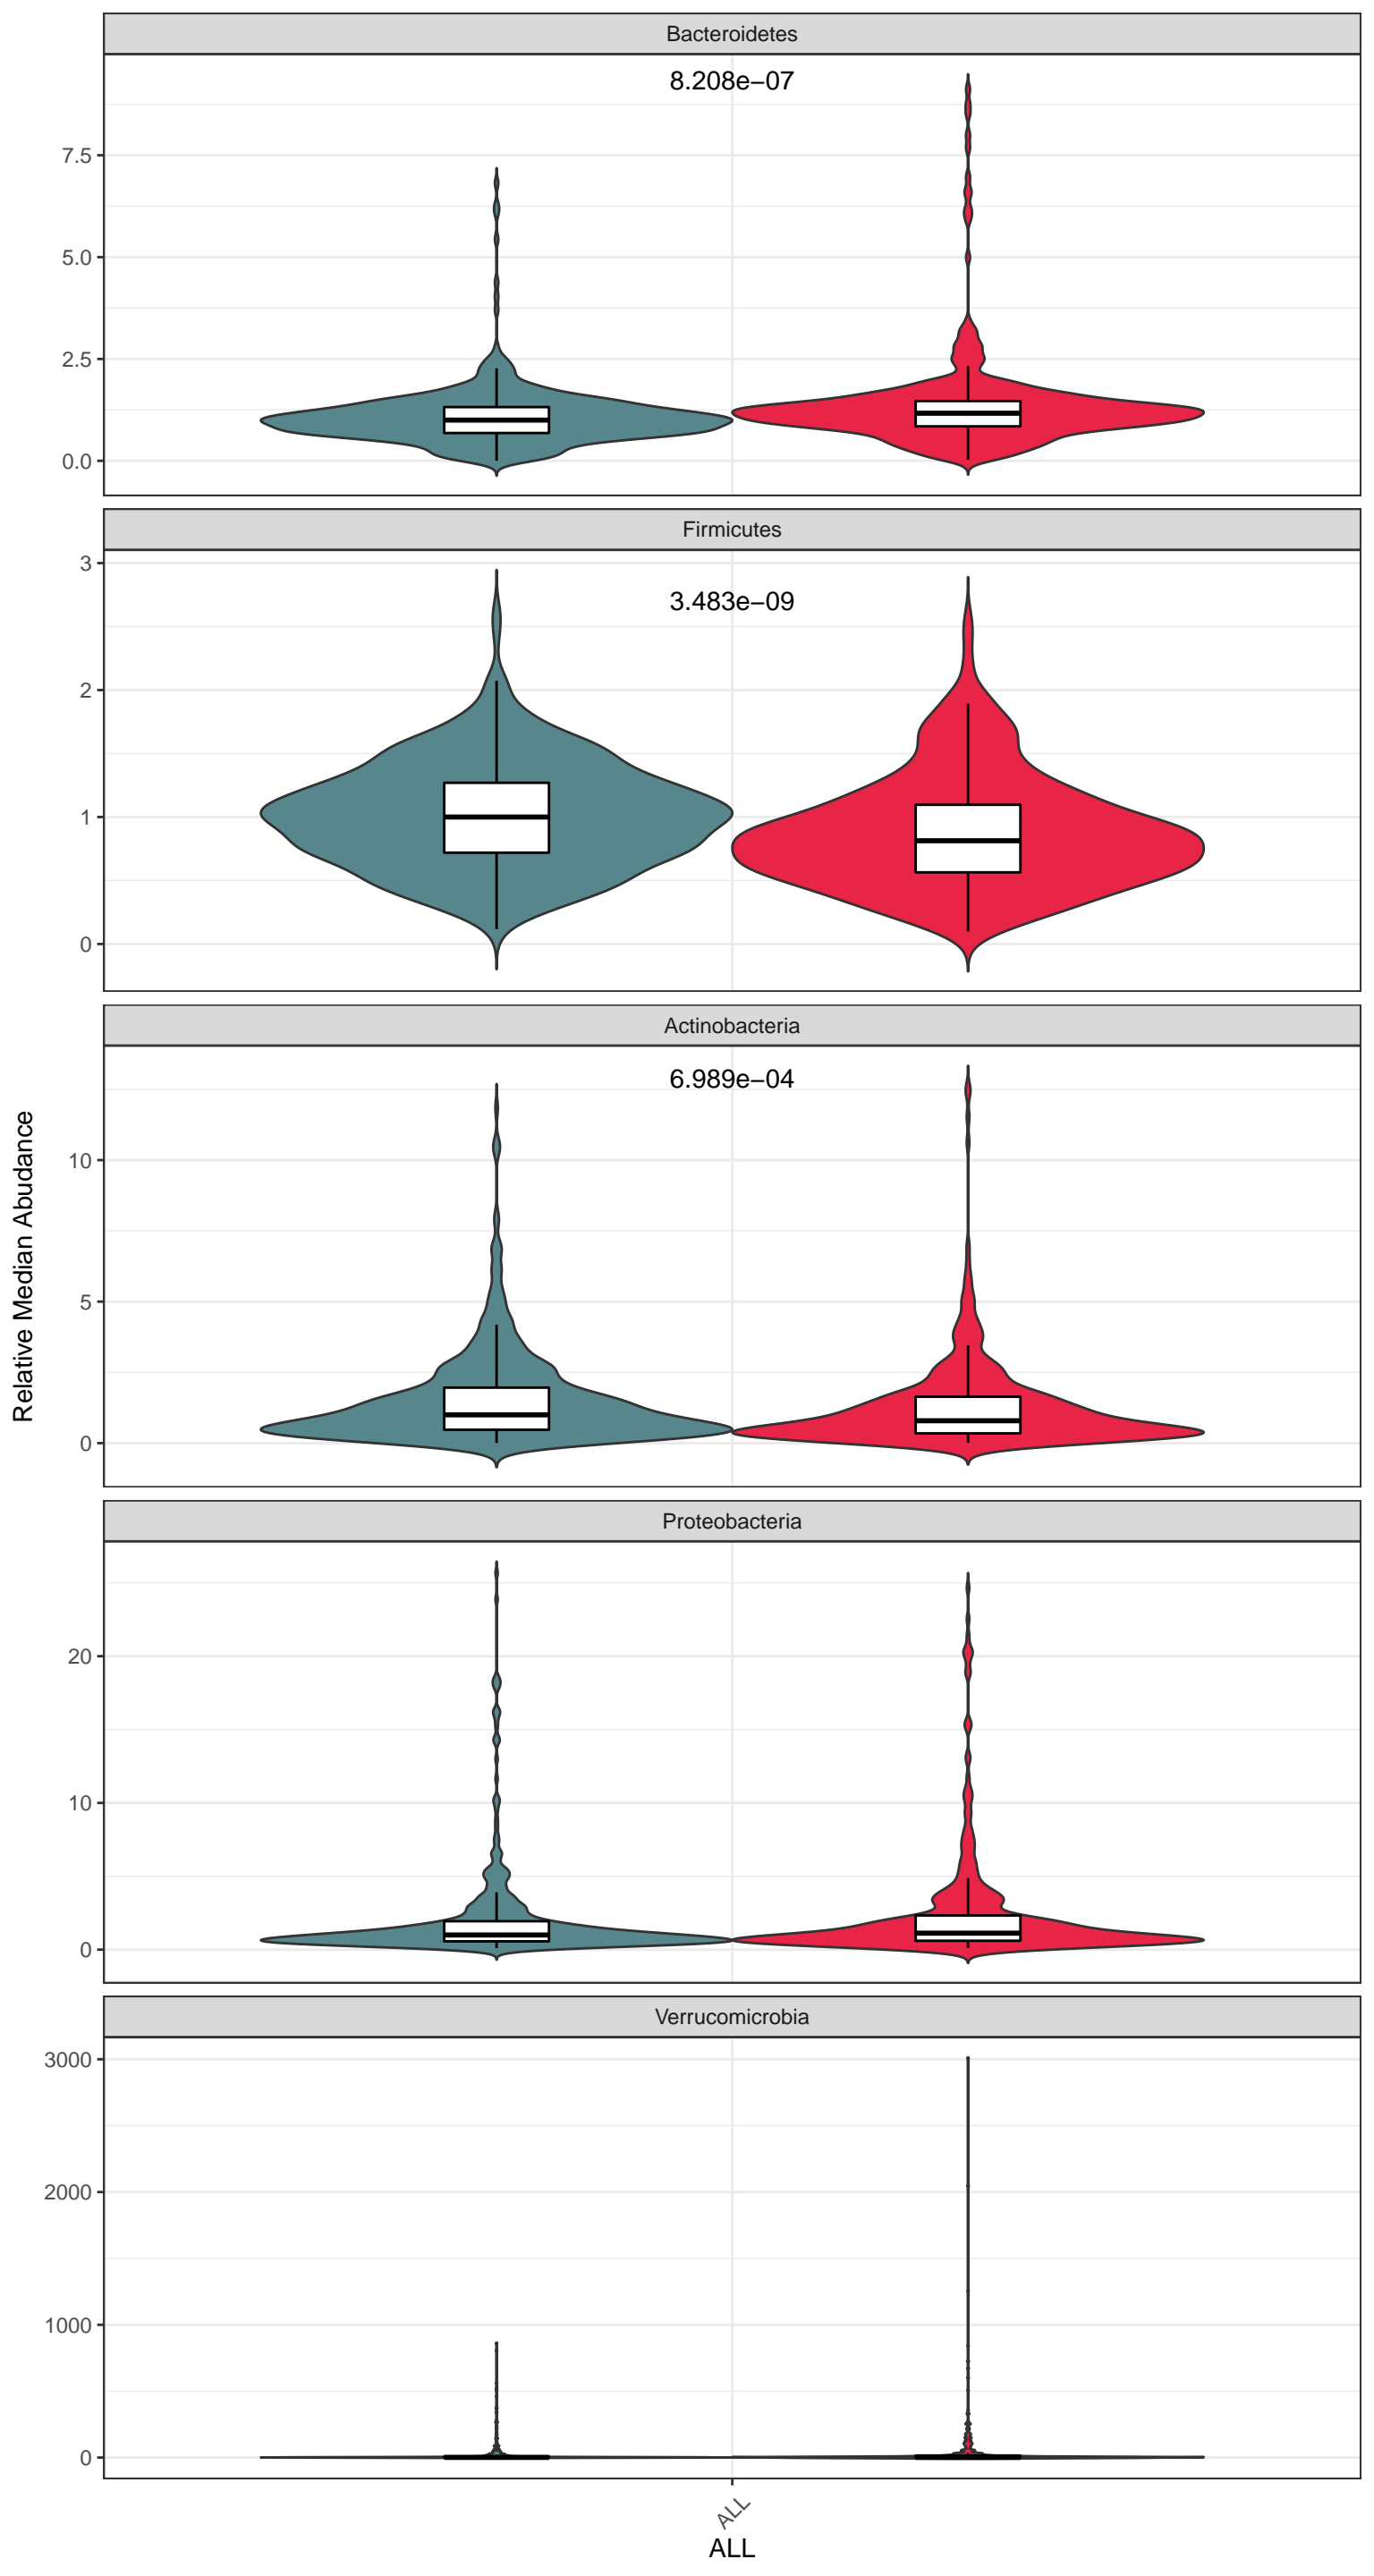 Bacteroidetes
8.208e−07
7.5
5.0
2.5
0.0
Firmicutes
3.483e−09
3
2
1
0
Actinobacteria
6.989e−04
10
5
0
Proteobacteria
20
10
0
Verrucomicrobia
3000
2000
1000
0
Relative Median Abudance
ALL
ALL